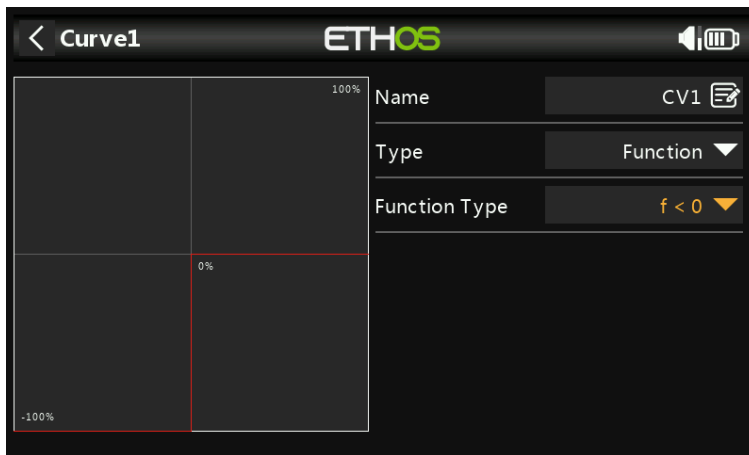 Curve1
ETHOS
100%
0%
-100%
Name CV1
Type Function
Function Type f < 0